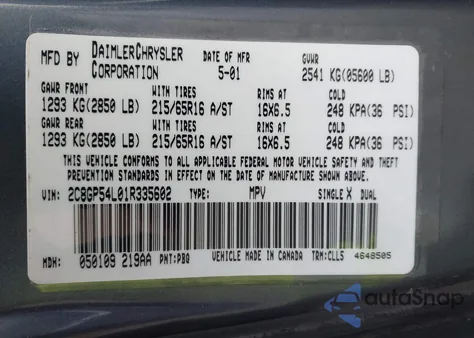 MFD BY DAIMLERCHRYSLER CORPORATION DATE OF MFR 5-01 GVWR 2541 KG(05600 LB)
GAWR FRONT WITH TIRES RIMS AT COLD
1293 KG(2850 LB) 215/65R16 A/ST 16X6.5 248 KPA(36 PSI)
GAWR REAR WITH TIRES RIMS AT COLD
1293 KG(2850 LB) 215/65R16 A/ST 16X6.5 248 KPA(36 PSI)
THIS VEHICLE CONFORMS TO ALL APPLICABLE FEDERAL MOTOR VEHICLE SAFETY AND THEFT
PREVENTION STANDARDS IN EFFECT ON THE DATE OF MANUFACTURE SHOWN ABOVE.
VIN: 2C8GP54L01R335602 TYPE: MPV SINGLE X DUAL
MDH: 050109 219AA PNT:PBQ VEHICLE MADE IN CANADA TRM:CLLS 4648505
autoSnap